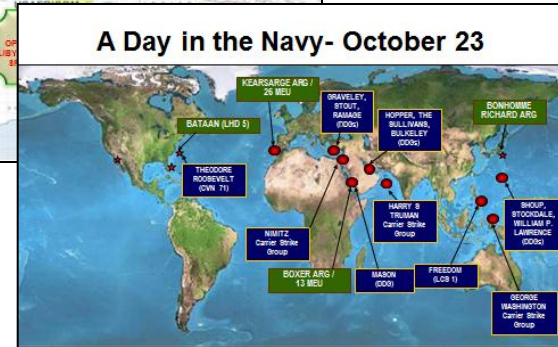 OP
LIBY
A Day in the Navy- October 23
KEARSARGE ARG /
26 MEU
GRAVELEY,
STOUT,
RAMAGE
(DDGs)
HOPPER, THE
SULLIVANS,
BULKELEY
(DDGs)
BONHOMME
RICHARD ARG
BATAAN (LHD 5)
THEODORE
ROOSEVELT
(CVN 71)
NIMITZ
Carrier Strike
Group
BOXER ARG /
13 MEU
MASON
(DDG)
HARRY S
TRUMAN
Carrier Strike
Group
FREEDOM
(LCS 1)
SHOUP,
STOCKDALE,
WILLIAM P.
LAWRENCE
(DDGs)
GEORGE
WASHINGTON
Carrier Strike
Group